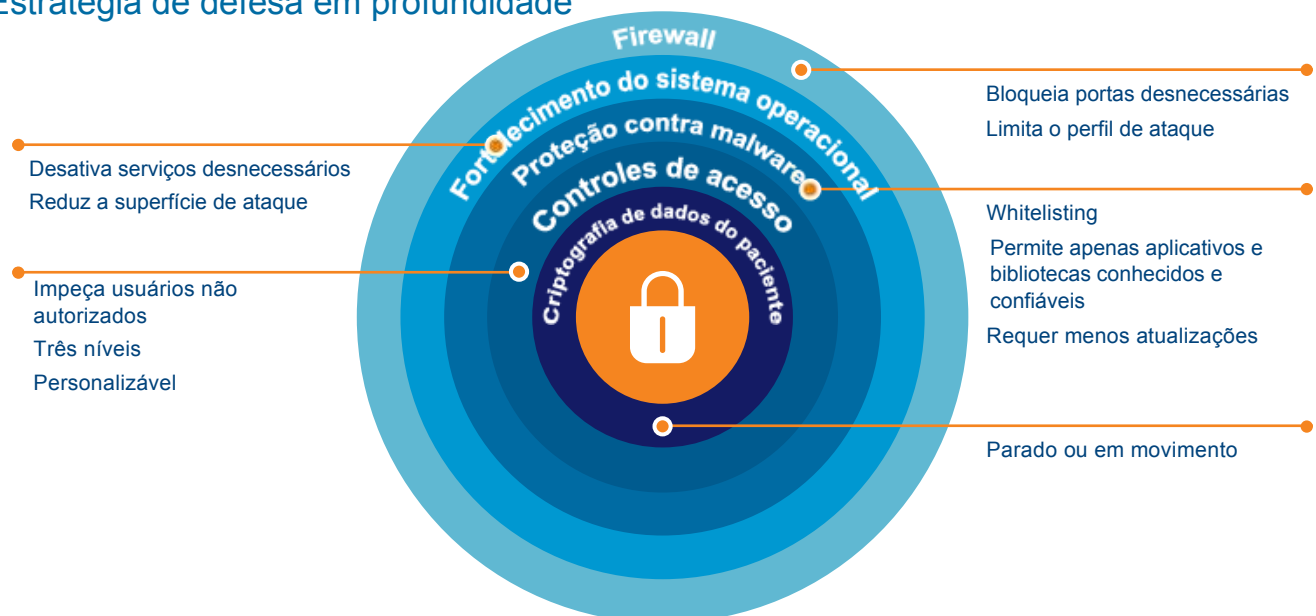 Estratégia de defesa em profundidade
Firewall
Fortalecimento do sistema operacional
Proteção contra malware
Controles de acesso
Criptografia de dados do paciente
Desativa serviços desnecessários
Reduz a superfície de ataque
Impeça usuários não
autorizados
Três níveis
Personalizável
Bloqueia portas desnecessárias
Limita o perfil de ataque
Whitelisting
Permite apenas aplicativos e
bibliotecas conhecidos e
confiáveis
Requer menos atualizações
Parado ou em movimento